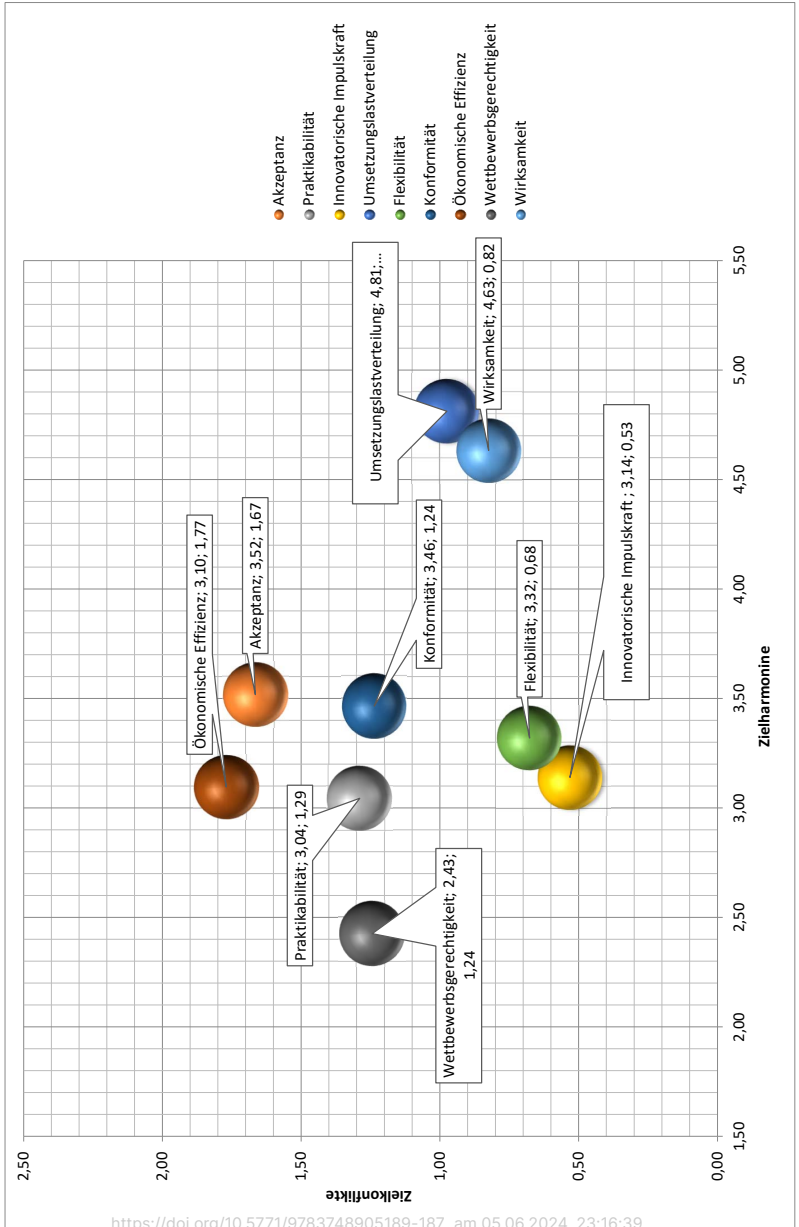 2,50
2,00
1,50
1,00
0,50
0,00
Zielkonflikte
1,50
2,00
2,50
3,00
3,50
4,00
4,50
5,00
5,50
Zielharmonine
Ökonomische Effizienz; 3,10; 1,77
Akzeptanz; 3,52; 1,67
Praktikabilität; 3,04; 1,29
Konformität; 3,46; 1,24
Wettbewerbsgerechtigkeit; 2,43;
1,24
Umsetzungslastverteilung; 4,81;...
Wirksamkeit; 4,63; 0,82
Flexibilität; 3,32; 0,68
Innovatorische Impulskraft ; 3,14; 0,53
Akzeptanz
Praktikabilität
Innovatorische Impulskraft
Umsetzungslastverteilung
Flexibilität
Konformität
Ökonomische Effizienz
Wettbewerbsgerechtigkeit
Wirksamkeit
https://doi.org/10.5771/9783748905189-187, am 05.06.2024, 23:16:39